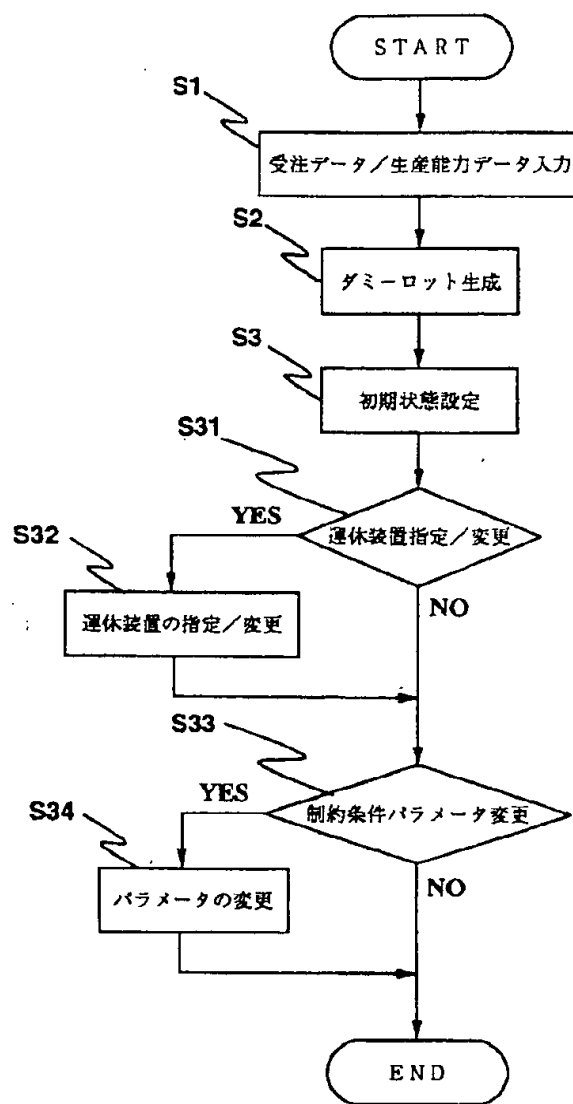 START
S1
受注データ／生産能力データ入力
S2
ダミーロット生成
S3
初期状態設定
S31
運休装置指定／変更
YES
NO
S32
運休装置の指定／変更
S33
制約条件パラメータ変更
YES
NO
S34
パラメータの変更
END